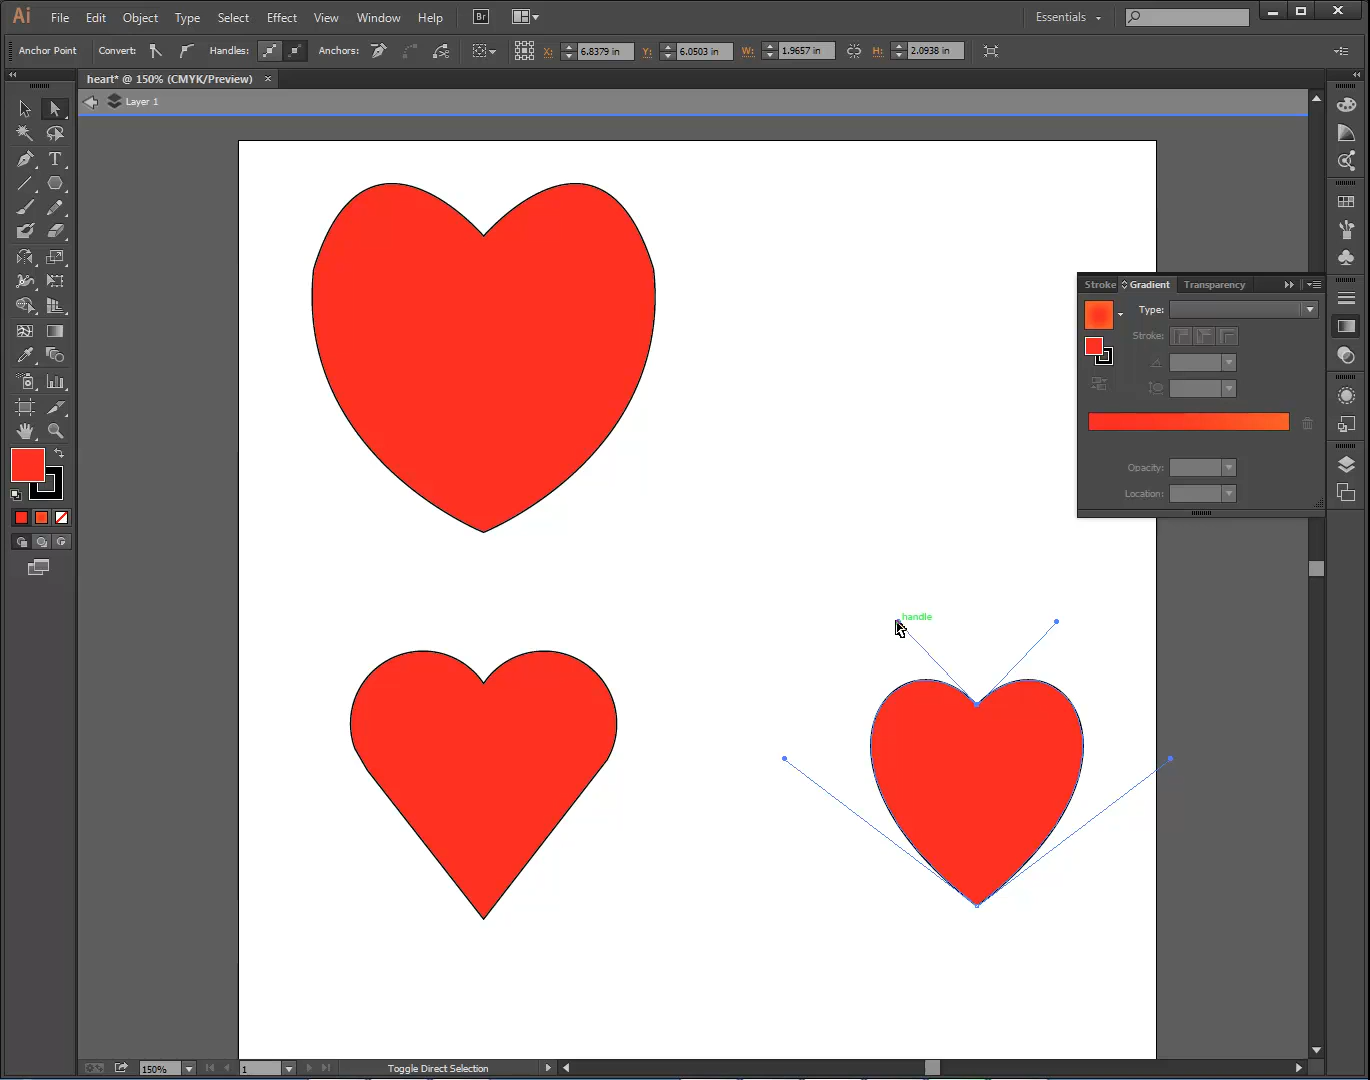 Ai File Edit Object Type Select Effect View Window Help Br Essentials
Anchor Point Convert: Handles: Anchors: X: 6.8379 in Y: 6.0503 in W: 1.9657 in H: 2.0938 in
heart* @ 150% (CMYK/Preview) ×
Layer 1
T
Stroke Gradient Transparency
Type:
Stroke:
Opacity:
Location:
handle
150% 1 Toggle Direct Selection